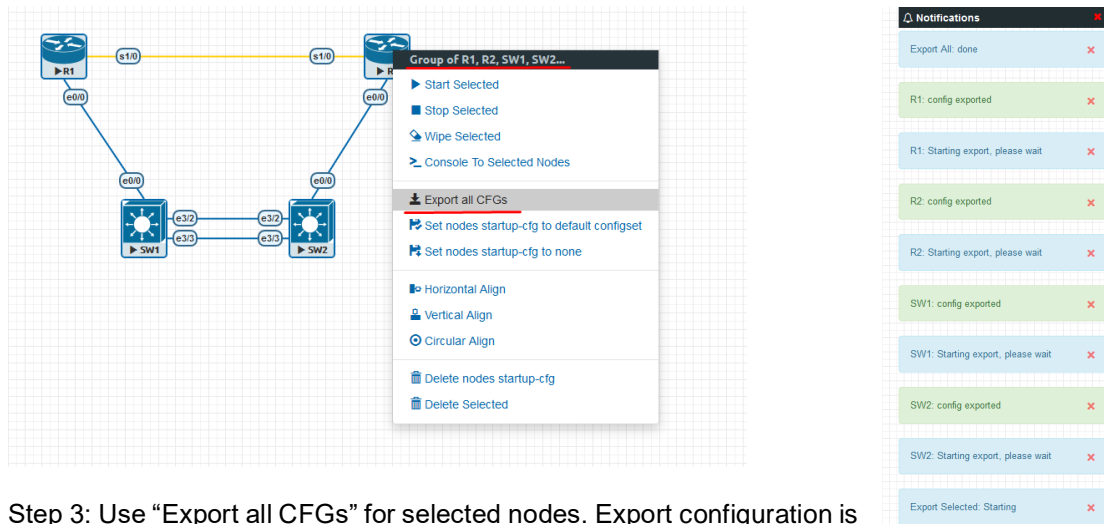 s1/0
s1/0
R1
R
e0/0
e0/0
e0/0
e0/0
e3/2
e3/2
e3/3
e3/3
SW1
SW2
Group of R1, R2, SW1, SW2...
Start Selected
Stop Selected
Wipe Selected
Console To Selected Nodes
Export all CFGs
Set nodes startup-cfg to default configset
Set nodes startup-cfg to none
Horizontal Align
Vertical Align
Circular Align
Delete nodes startup-cfg
Delete Selected
Notifications
Export All: done
R1: config exported
R1: Starting export, please wait
R2: config exported
R2: Starting export, please wait
SW1: config exported
SW1: Starting export, please wait
SW2: config exported
SW2: Starting export, please wait
Export Selected: Starting
Step 3: Use “Export all CFGs” for selected nodes. Export configuration is